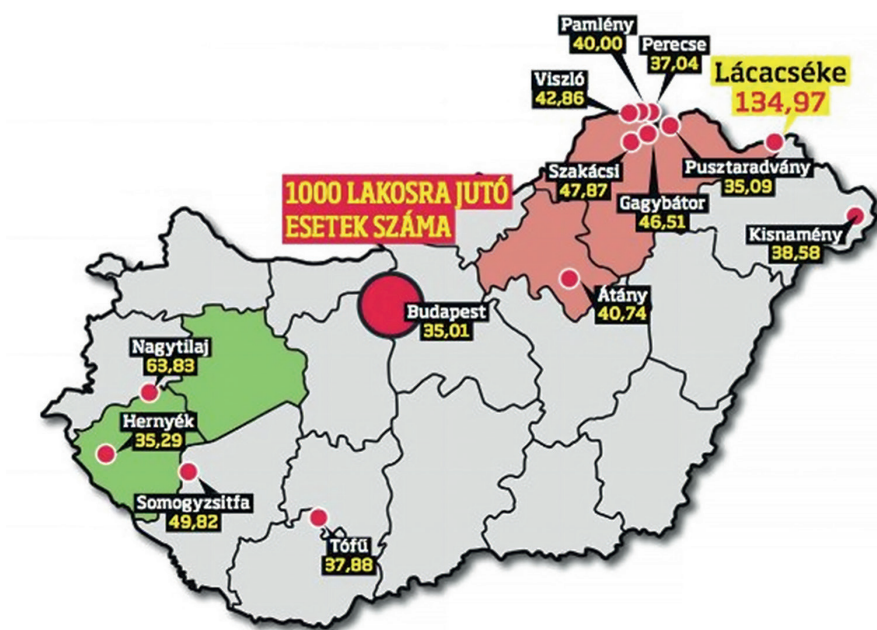 Pamlény
40,00
Perecse
37,04
Viszló
42,86
Lácacséke
134,97
Szakácsi
47,87
Pusztaradvány
35,09
Gagybátor
46,51
1000 LAKOSRA JUTÓ
ESETEK SZÁMA
Kisnamény
38,58
Átány
40,74
Budapest
35,01
Nagytilaj
63,83
Hernyék
35,29
Somogyzsitfa
49,82
Tófű
37,88